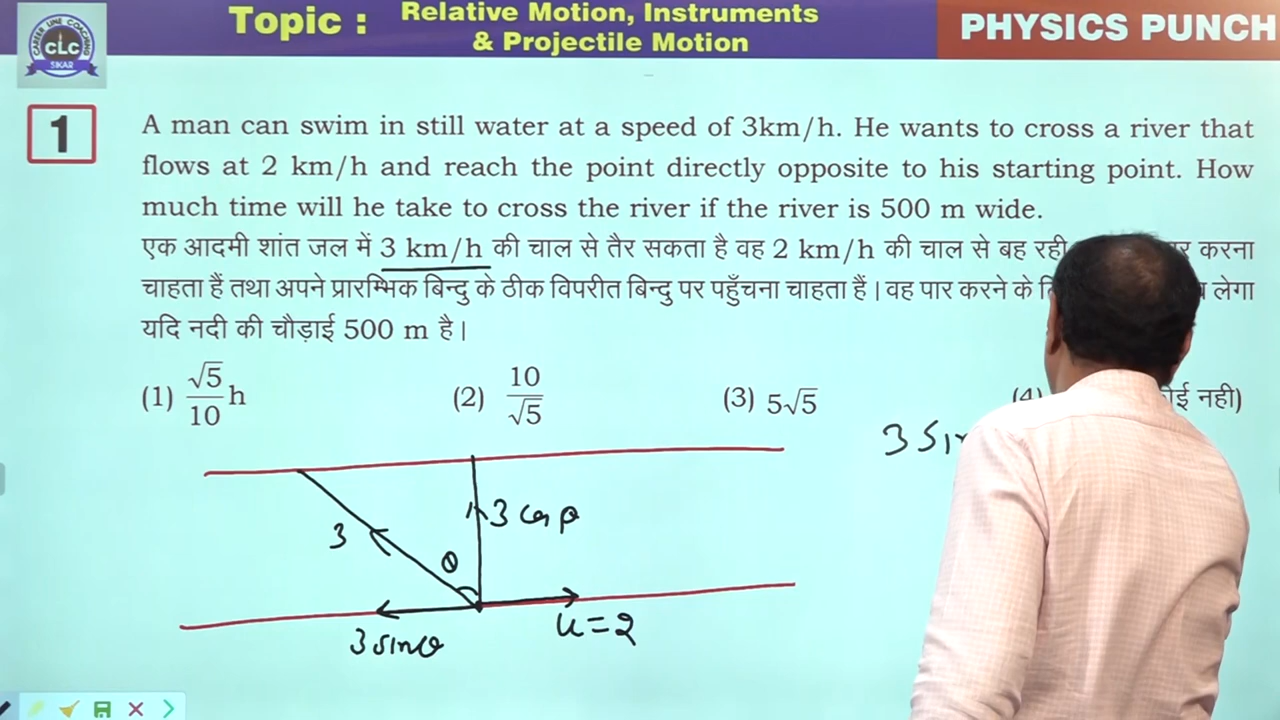 Topic :
Relative Motion, Instruments
& Projectile Motion
PHYSICS PUNCH
CAREER LINE COACHING
CLC
SIKAR
1
A man can swim in still water at a speed of 3km/h. He wants to cross a river that
flows at 2 km/h and reach the point directly opposite to his starting point. How
much time will he take to cross the river if the river is 500 m wide.
एक आदमी शांत जल में 3 km/h की चाल से तैर सकता है वह 2 km/h की चाल से बह रही करना
चाहता हैं तथा अपने प्रारम्भिक बिन्दु के ठीक विपरीत बिन्दु पर पहुँचना चाहता हैं। वह पार करने के लेगा
यदि नदी की चौड़ाई 500 m है।
(1) √5/10 h (2) 10/√5 (3) 5√5 (4) नही)
3 Sin
3 3 cos θ
θ
3 sinθ u=2